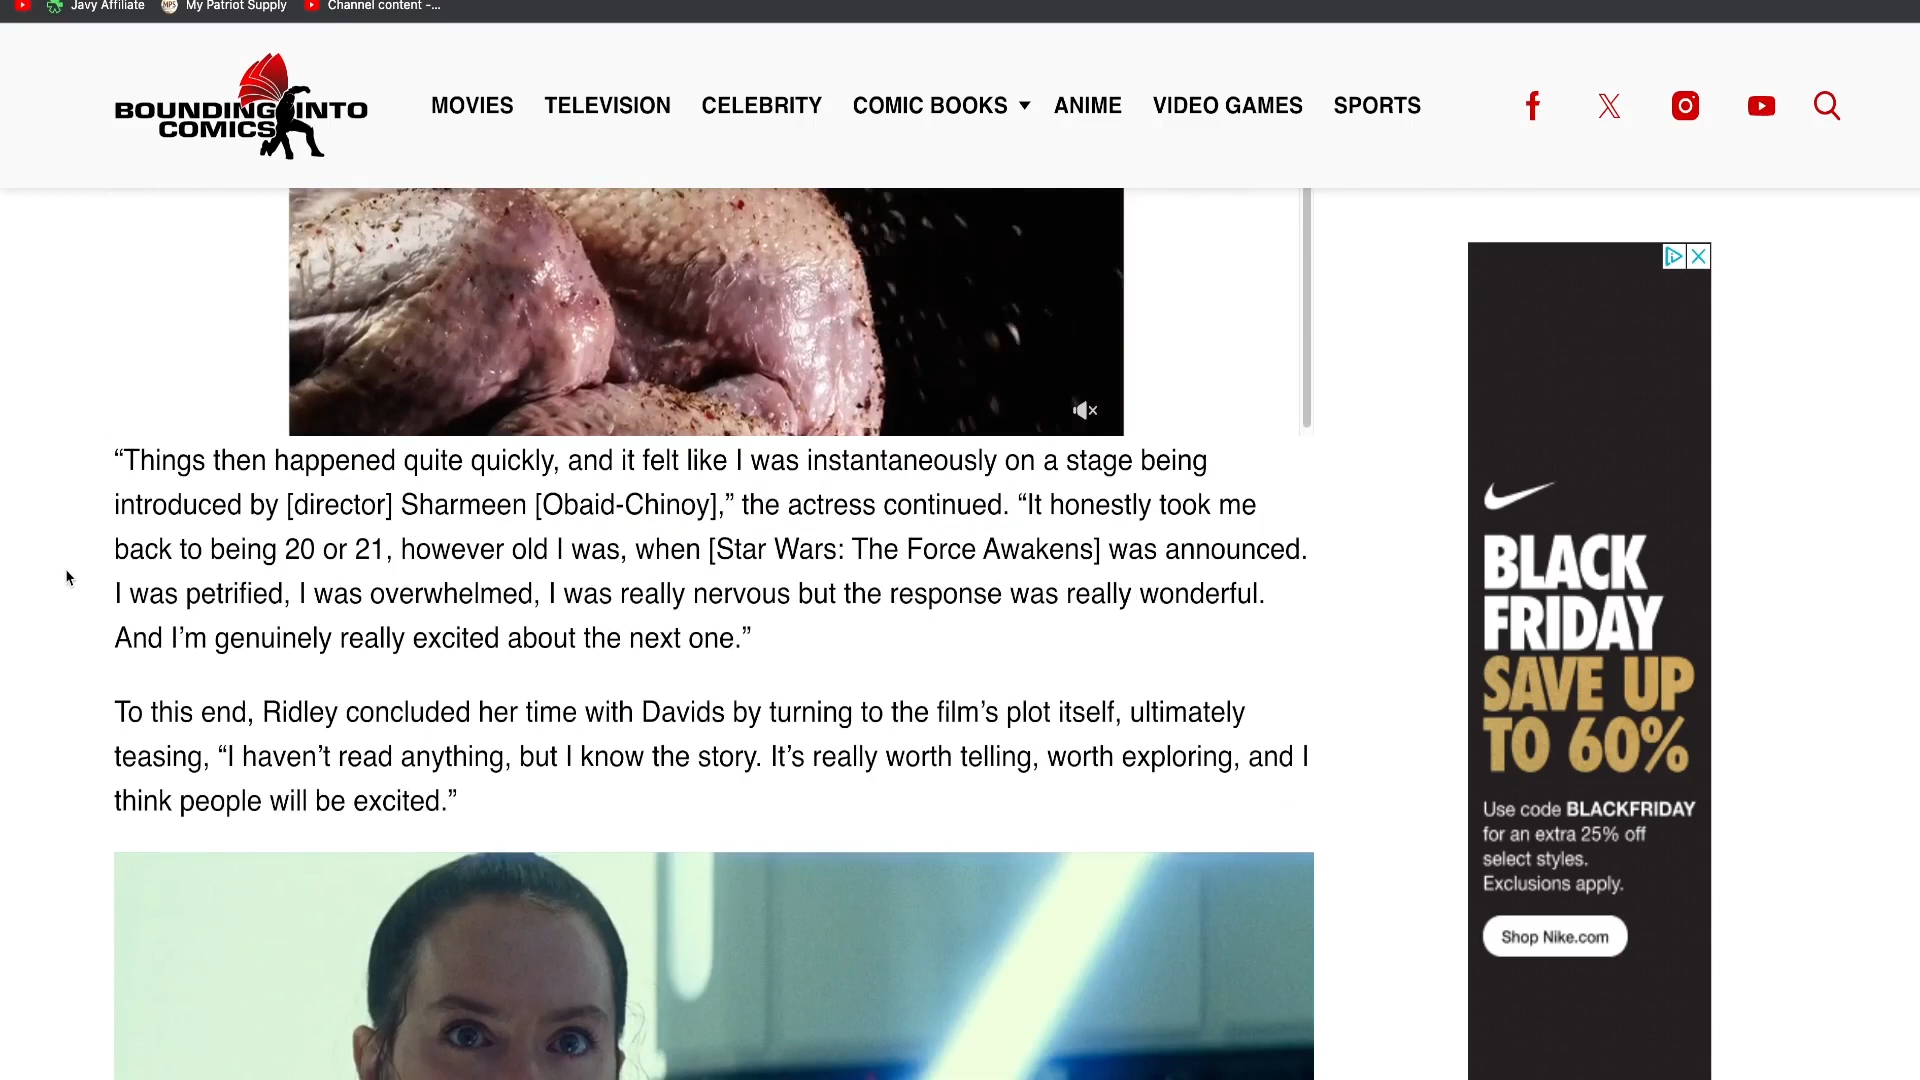 Javy Affiliate
MPS
My Patriot Supply
Channel content -...
BOUNDING INTO
COMICS
MOVIES
TELEVISION
CELEBRITY
COMIC BOOKS
ANIME
VIDEO GAMES
SPORTS
“Things then happened quite quickly, and it felt like I was instantaneously on a stage being
introduced by [director] Sharmeen [Obaid-Chinoy],” the actress continued. “It honestly took me
back to being 20 or 21, however old I was, when [Star Wars: The Force Awakens] was announced.
I was petrified, I was overwhelmed, I was really nervous but the response was really wonderful.
And I’m genuinely really excited about the next one.”
To this end, Ridley concluded her time with Davids by turning to the film’s plot itself, ultimately
teasing, “I haven’t read anything, but I know the story. It’s really worth telling, worth exploring, and I
think people will be excited.”
BLACK
FRIDAY
SAVE UP
TO 60%
Use code BLACKFRIDAY
for an extra 25% off
select styles.
Exclusions apply.
Shop Nike.com